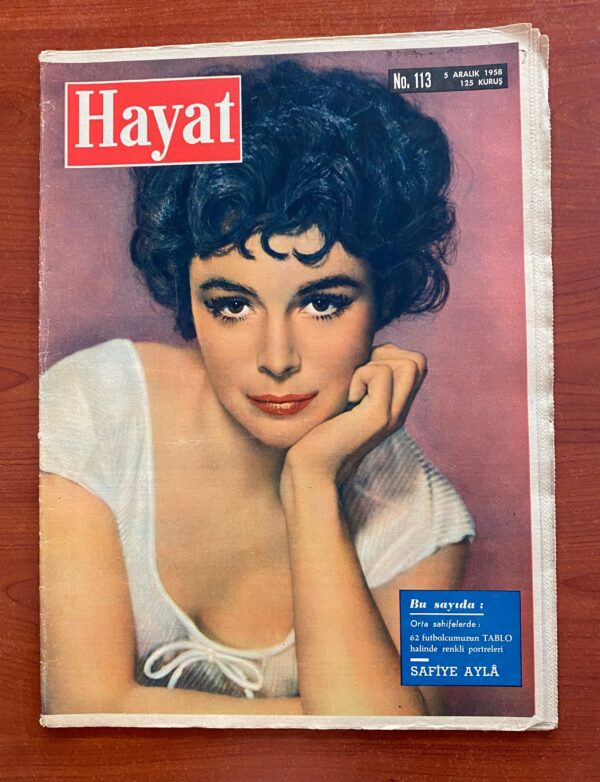 Hayat
No. 113
5 ARALIK 1958
125 KURUŞ
Bu sayıda :
Orta sahifelerde :
62 futbolcumuzun TABLO
halinde renkli portreleri
SAFİYE AYLÂ